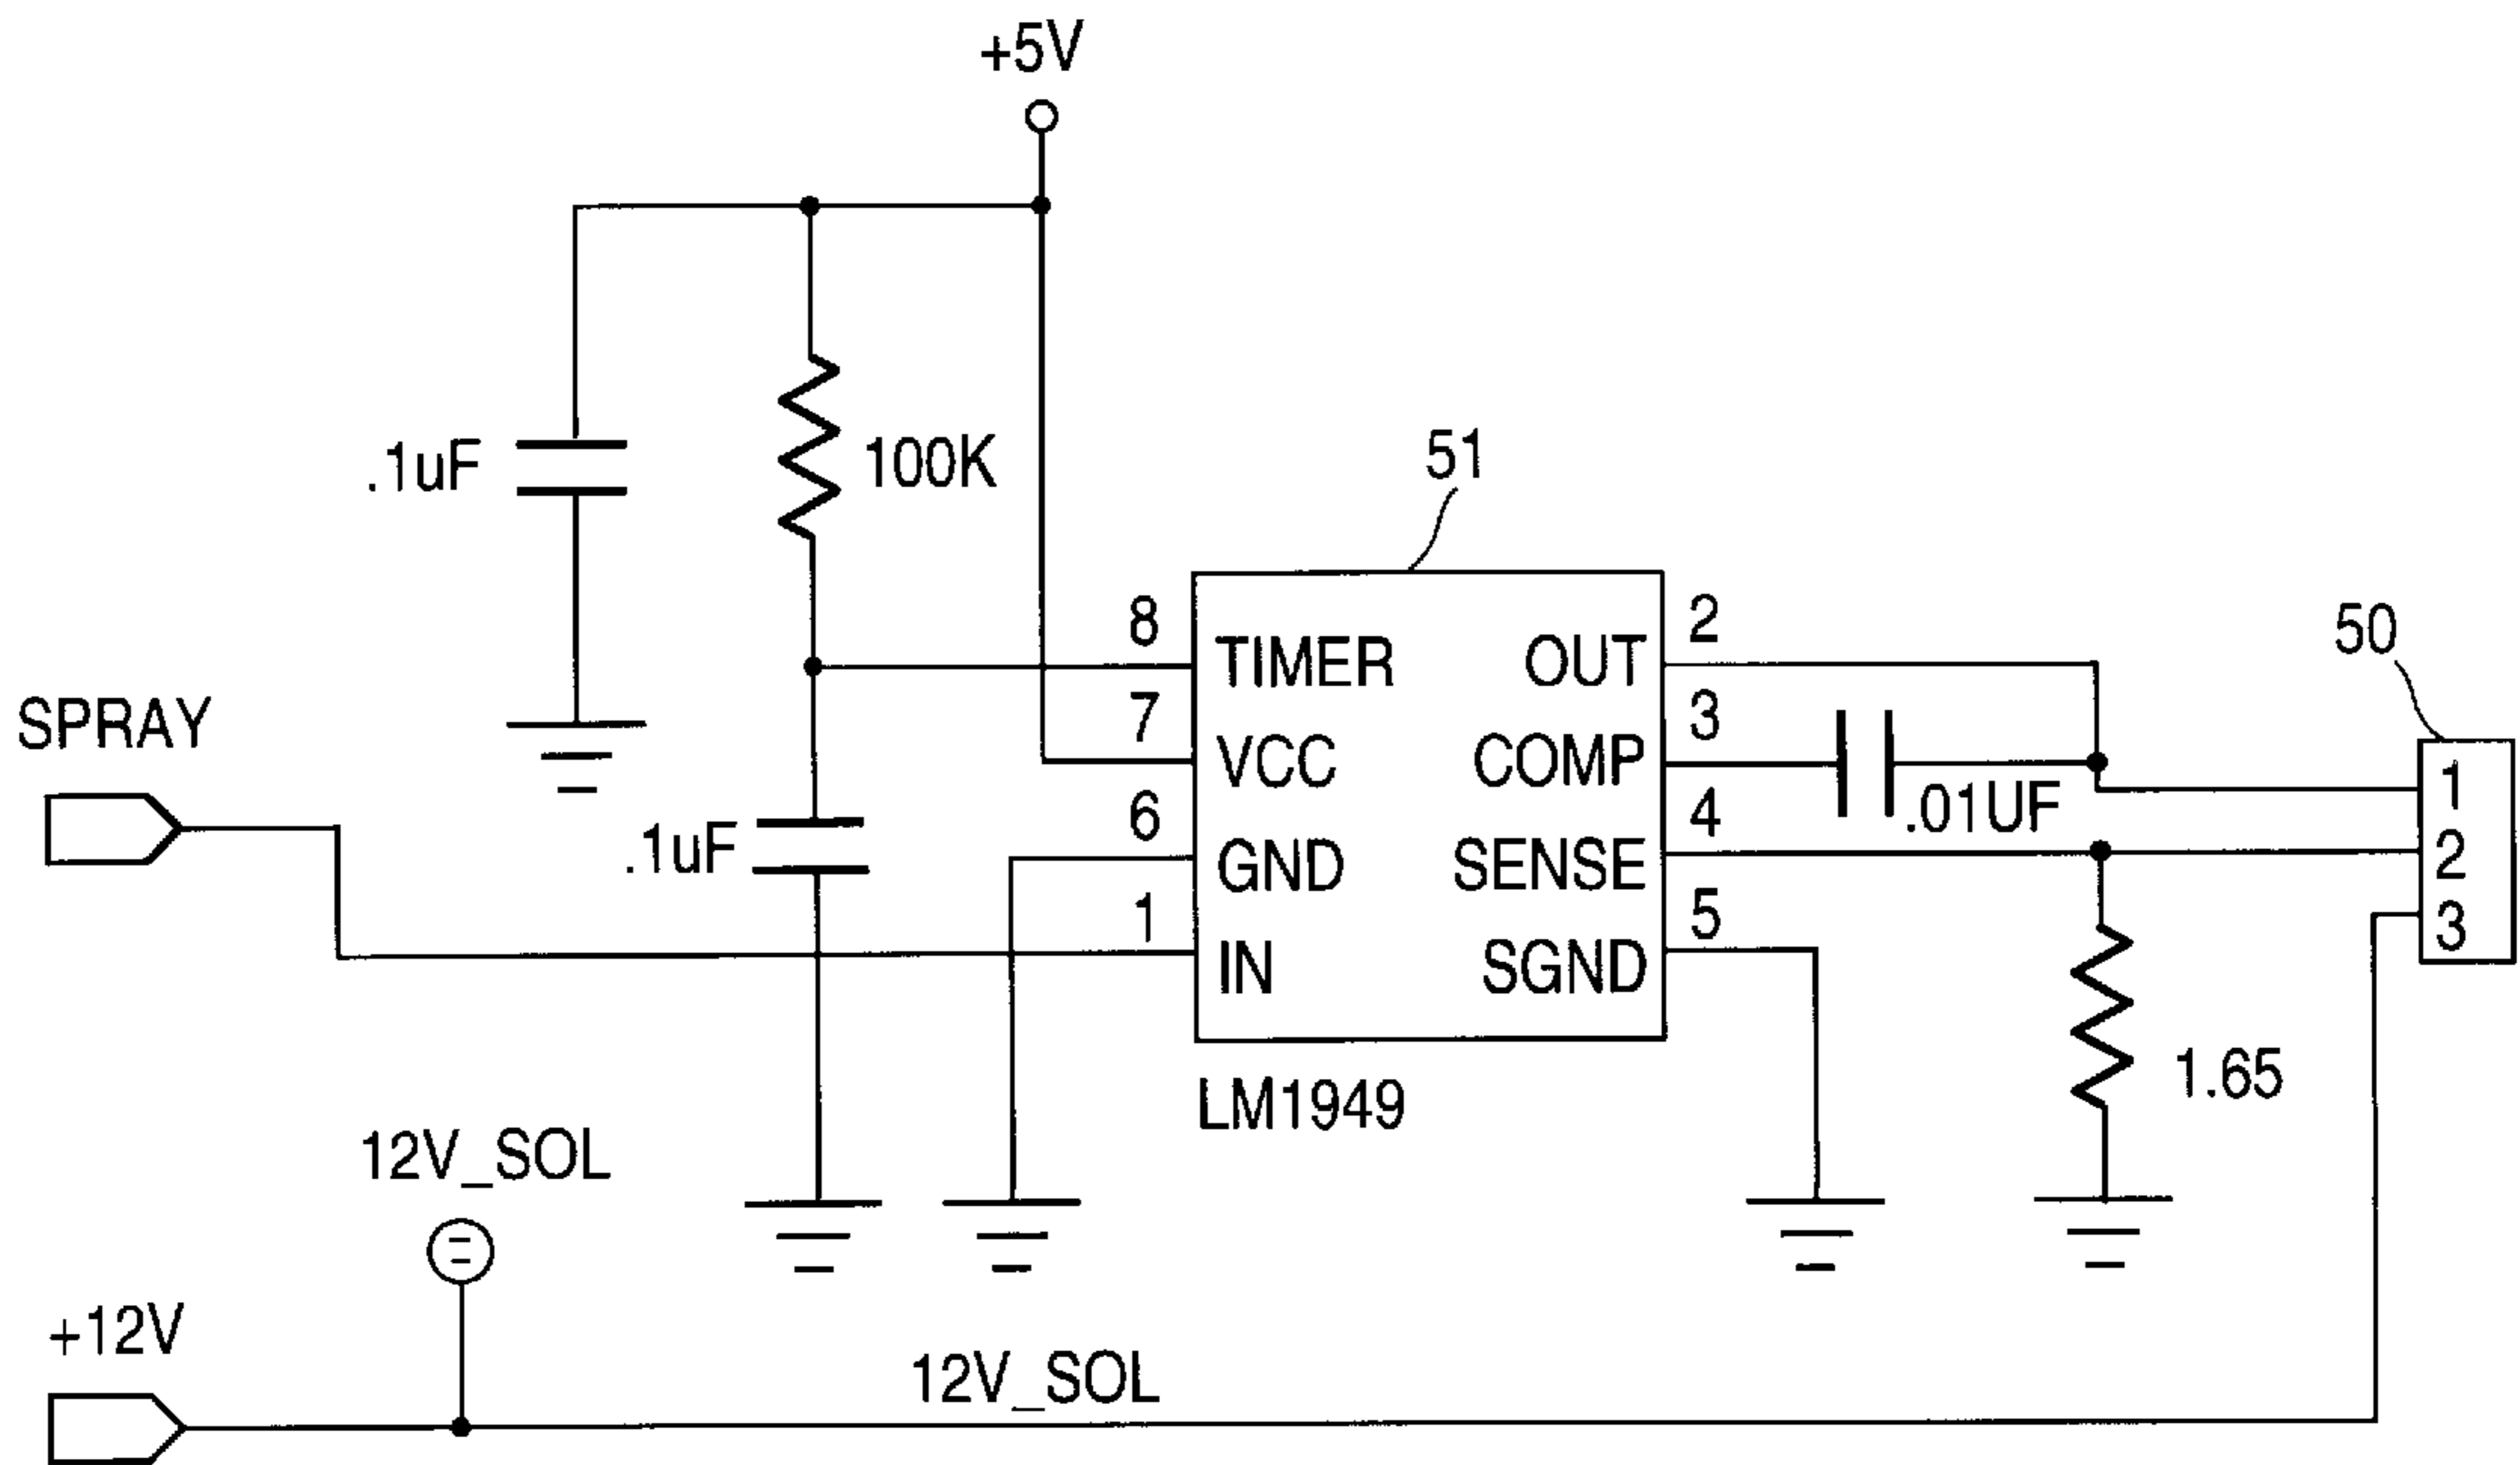 +5V
.1uF
100K
51
8
2
TIMER
OUT
50
SPRAY
7
3
VCC
COMP
1
6
4
.01UF
.1uF
GND
SENSE
2
1
5
3
IN
SGND
1.65
LM1949
12V_SOL
+12V
12V_SOL